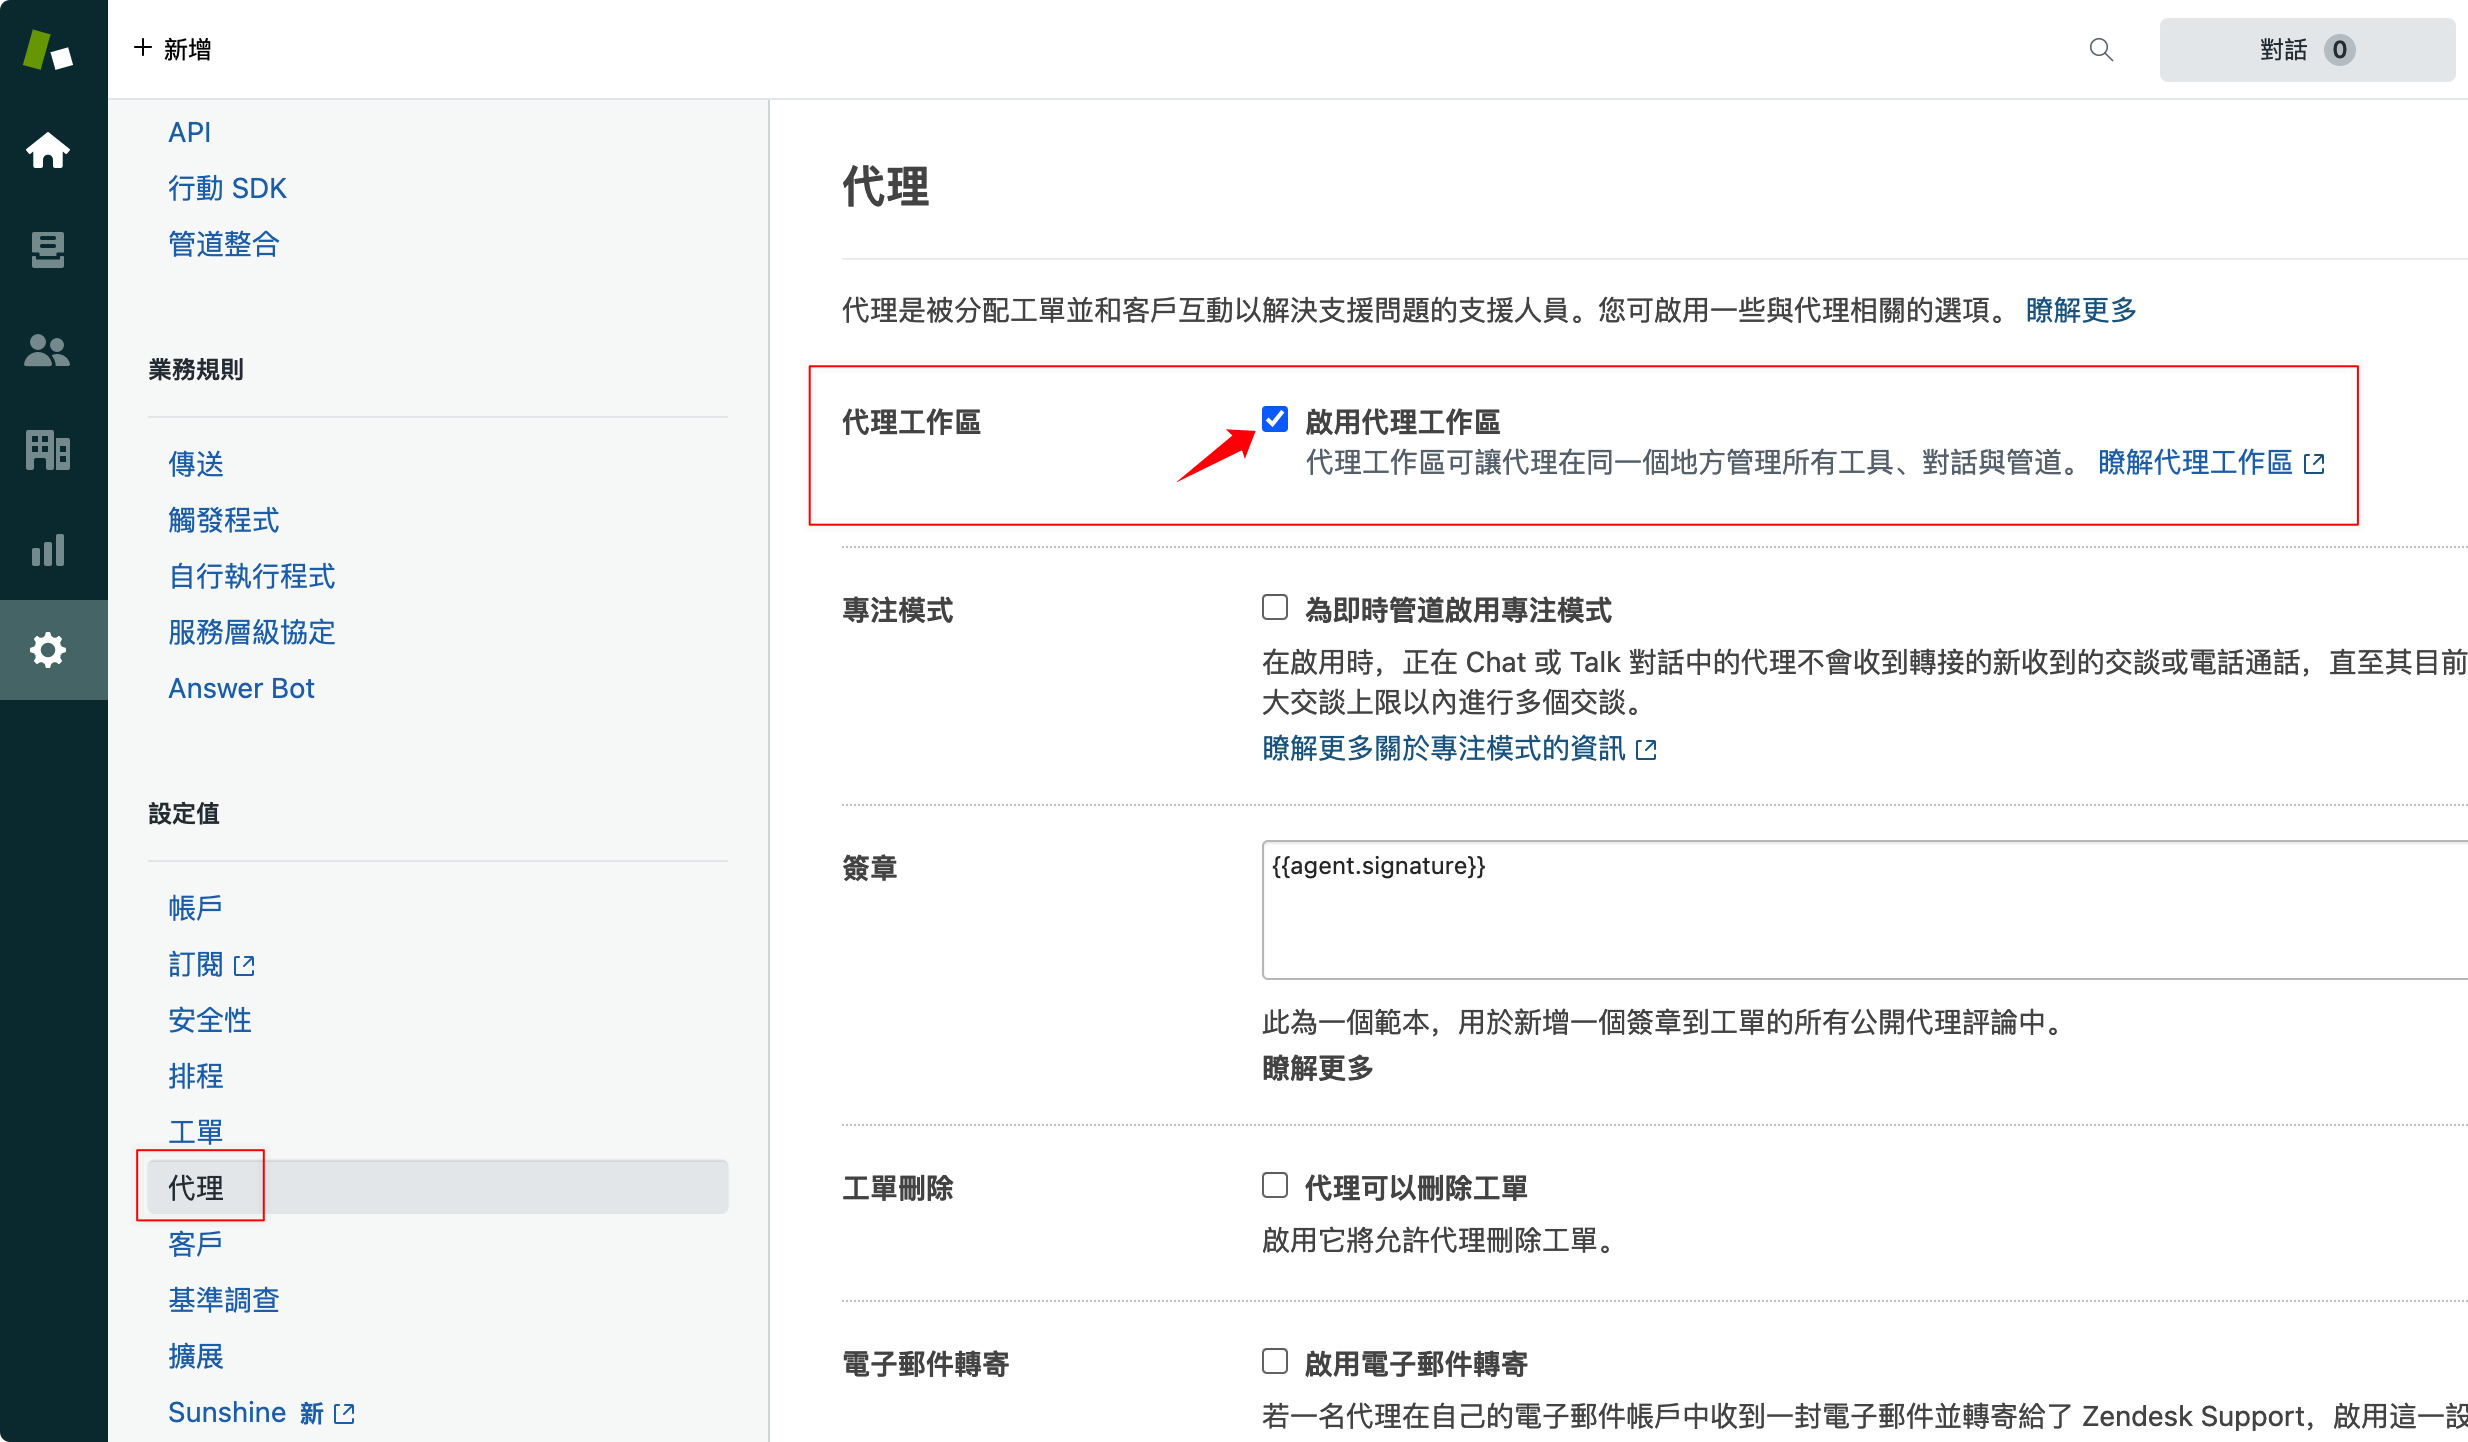 新增
對話 0
API
行動 SDK
管道整合
業務規則
傳送
觸發程式
自行執行程式
服務層級協定
Answer Bot
設定值
帳戶
訂閱
安全性
排程
工單
代理
客戶
基準調查
擴展
Sunshine 新
代理
代理是被分配工單並和客戶互動以解決支援問題的支援人員。您可啟用一些與代理相關的選項。 瞭解更多
代理工作區
啟用代理工作區
代理工作區可讓代理在同一個地方管理所有工具、對話與管道。 瞭解代理工作區
專注模式
為即時管道啟用專注模式
在啟用時，正在 Chat 或 Talk 對話中的代理不會收到轉接的新收到的交談或電話通話，直至其目前
大交談上限以內進行多個交談。
瞭解更多關於專注模式的資訊
簽章
{{agent.signature}}
此為一個範本，用於新增一個簽章到工單的所有公開代理評論中。
瞭解更多
工單刪除
代理可以刪除工單
啟用它將允許代理刪除工單。
電子郵件轉寄
啟用電子郵件轉寄
若一名代理在自己的電子郵件帳戶中收到一封電子郵件並轉寄給了 Zendesk Support，啟用這一設